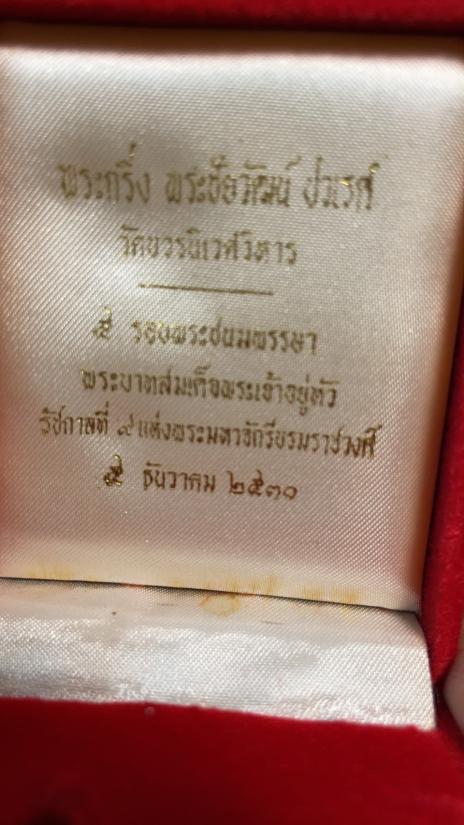 พระกริ่ง พระชัยวัฒน์ ปวเรศ
วัดบวรนิเวศวิหาร
๕ รอบพระชนมพรรษา
พระบาทสมเด็จพระเจ้าอยู่หัว
รัชกาลที่ ๙ แห่งพระมหาจักรีบรมราชวงศ์
๕ ธันวาคม ๒๕๓๐